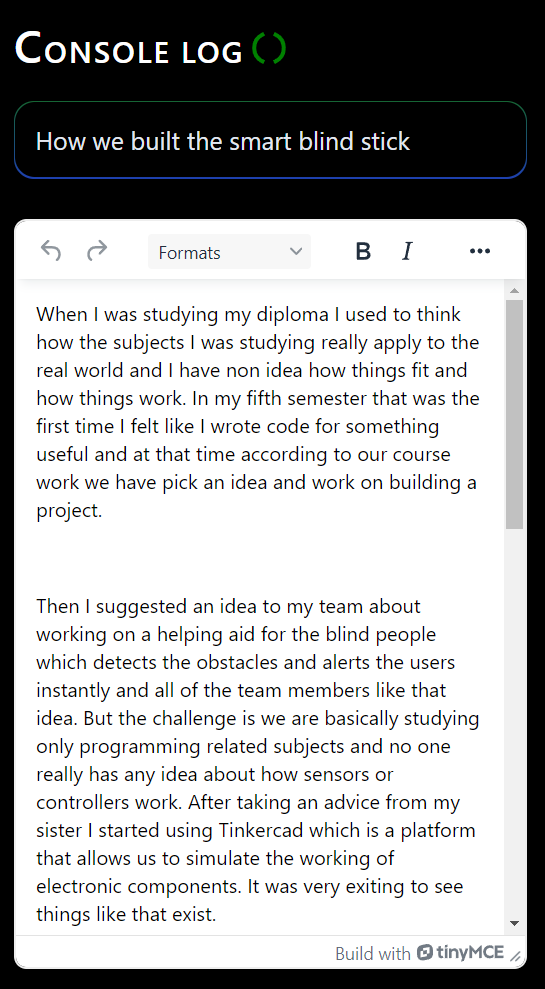 Console log ()
How we built the smart blind stick
Formats
B I ...
When I was studying my diploma I used to think
how the subjects I was studying really apply to the
real world and I have non idea how things fit and
how things work. In my fifth semester that was the
first time I felt like I wrote code for something
useful and at that time according to our course
work we have pick an idea and work on building a
project.
Then I suggested an idea to my team about
working on a helping aid for the blind people
which detects the obstacles and alerts the users
instantly and all of the team members like that
idea. But the challenge is we are basically studying
only programming related subjects and no one
really has any idea about how sensors or
controllers work. After taking an advice from my
sister I started using Tinkercad which is a platform
that allows us to simulate the working of
electronic components. It was very exiting to see
things like that exist.
Build with tinyMCE